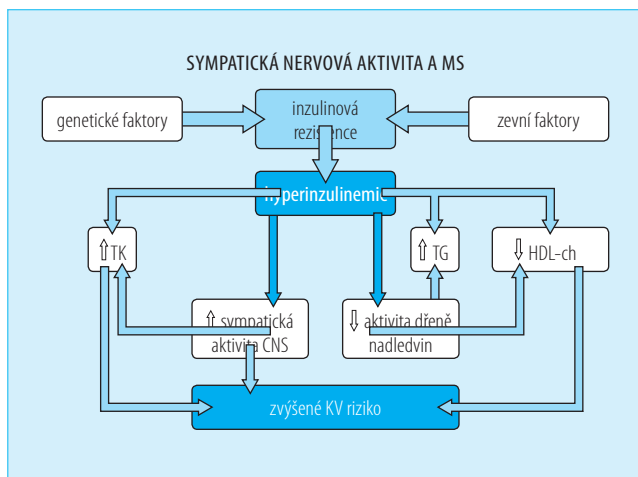 SYMPATICKÁ NERVOVÁ AKTIVITA A MS
genetické faktory
inzulinová
rezistence
zevní faktory
hyperinzulinemie
⇧ TK
⇧ TG
⇩ HDL-ch
⇧ sympatická
aktivita CNS
⇩ aktivita dřeně
nadledvin
zvýšené KV riziko